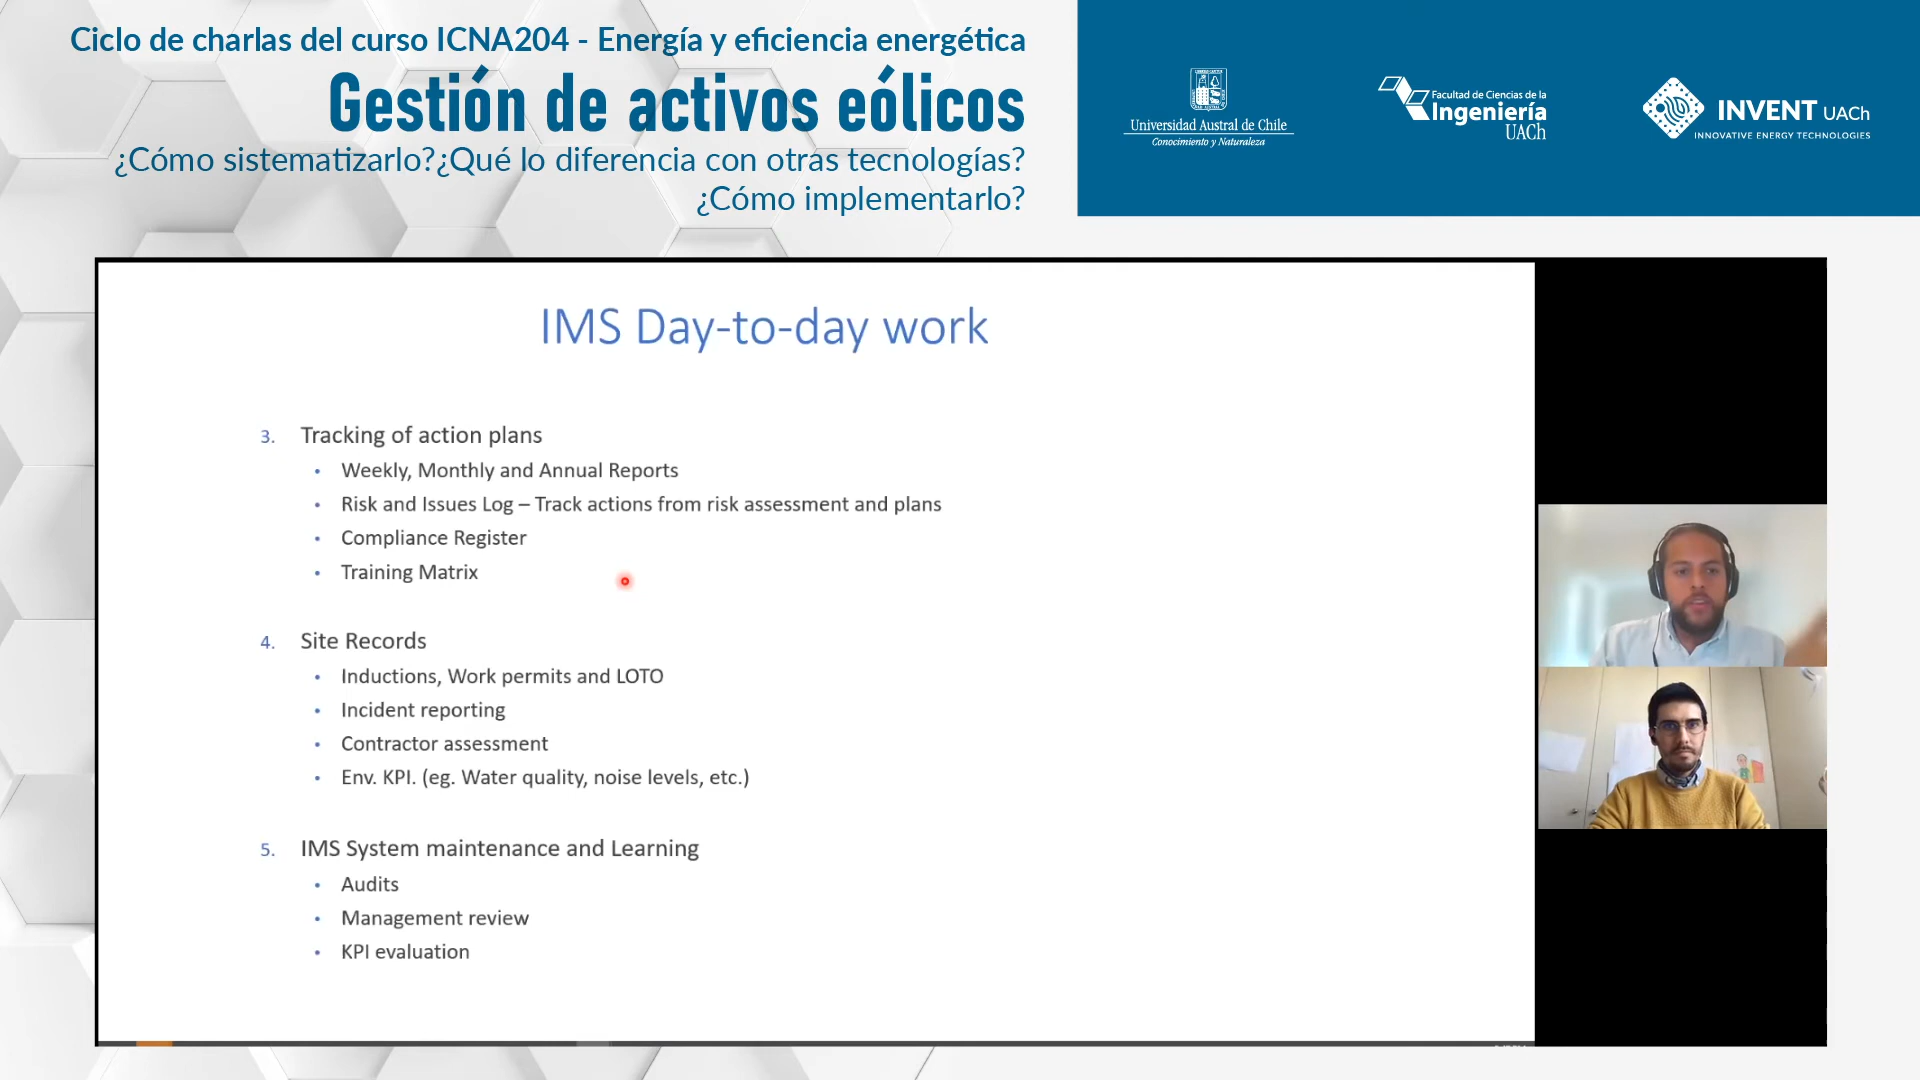 Ciclo de charlas del curso ICNA204 - Energía y eficiencia energética
Gestión de activos eólicos
¿Cómo sistematizarlo?¿Qué lo diferencia con otras tecnologías?
¿Cómo implementarlo?
Universidad Austral de Chile
Conocimiento y Naturaleza
Facultad de Ciencias de la
Ingeniería
UACh
INVENT UACh
INNOVATIVE ENERGY TECHNOLOGIES
IMS Day-to-day work
3. Tracking of action plans
• Weekly, Monthly and Annual Reports
• Risk and Issues Log – Track actions from risk assessment and plans
• Compliance Register
• Training Matrix
4. Site Records
• Inductions, Work permits and LOTO
• Incident reporting
• Contractor assessment
• Env. KPI. (eg. Water quality, noise levels, etc.)
5. IMS System maintenance and Learning
• Audits
• Management review
• KPI evaluation